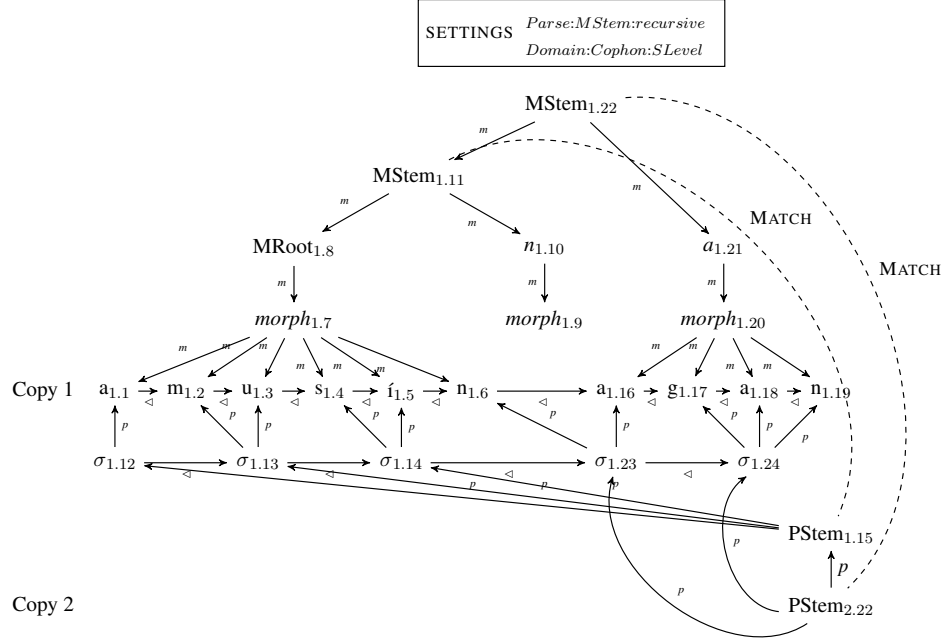 SETTINGS Parse:MStem:recursive
Domain:Cophon:SLevel
MStem1.22
m
MStem1.11
m m m MATCH
MRoot1.8 n1.10 a1.21
MATCH
m m m
morph1.7 morph1.9 morph1.20
m m m m m m m m m m
Copy 1 a1.1 ◁ m1.2 ◁ u1.3 ◁ s1.4 ◁ í1.5 ◁ n1.6 ◁ a1.16 ◁ g1.17 ◁ a1.18 ◁ n1.19
p p p p p p p p p p
σ1.12 ◁ σ1.13 ◁ σ1.14 ◁ σ1.23 ◁ σ1.24
p p p
PStem1.15
p p
p
Copy 2 PStem2.22